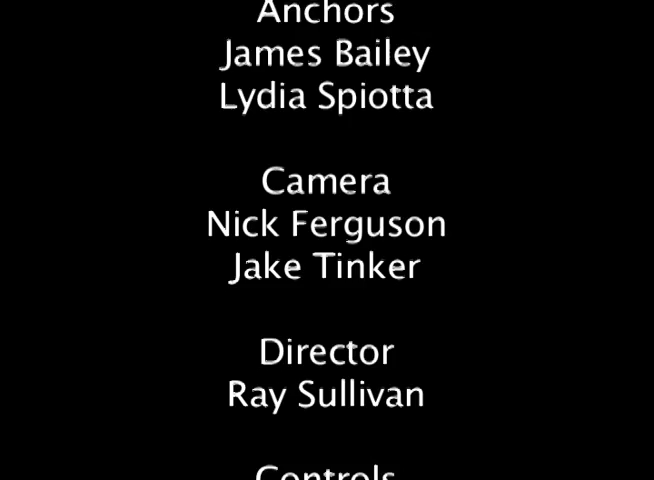 Anchors
James Bailey
Lydia Spiotta
Camera
Nick Ferguson
Jake Tinker
Director
Ray Sullivan
Controls